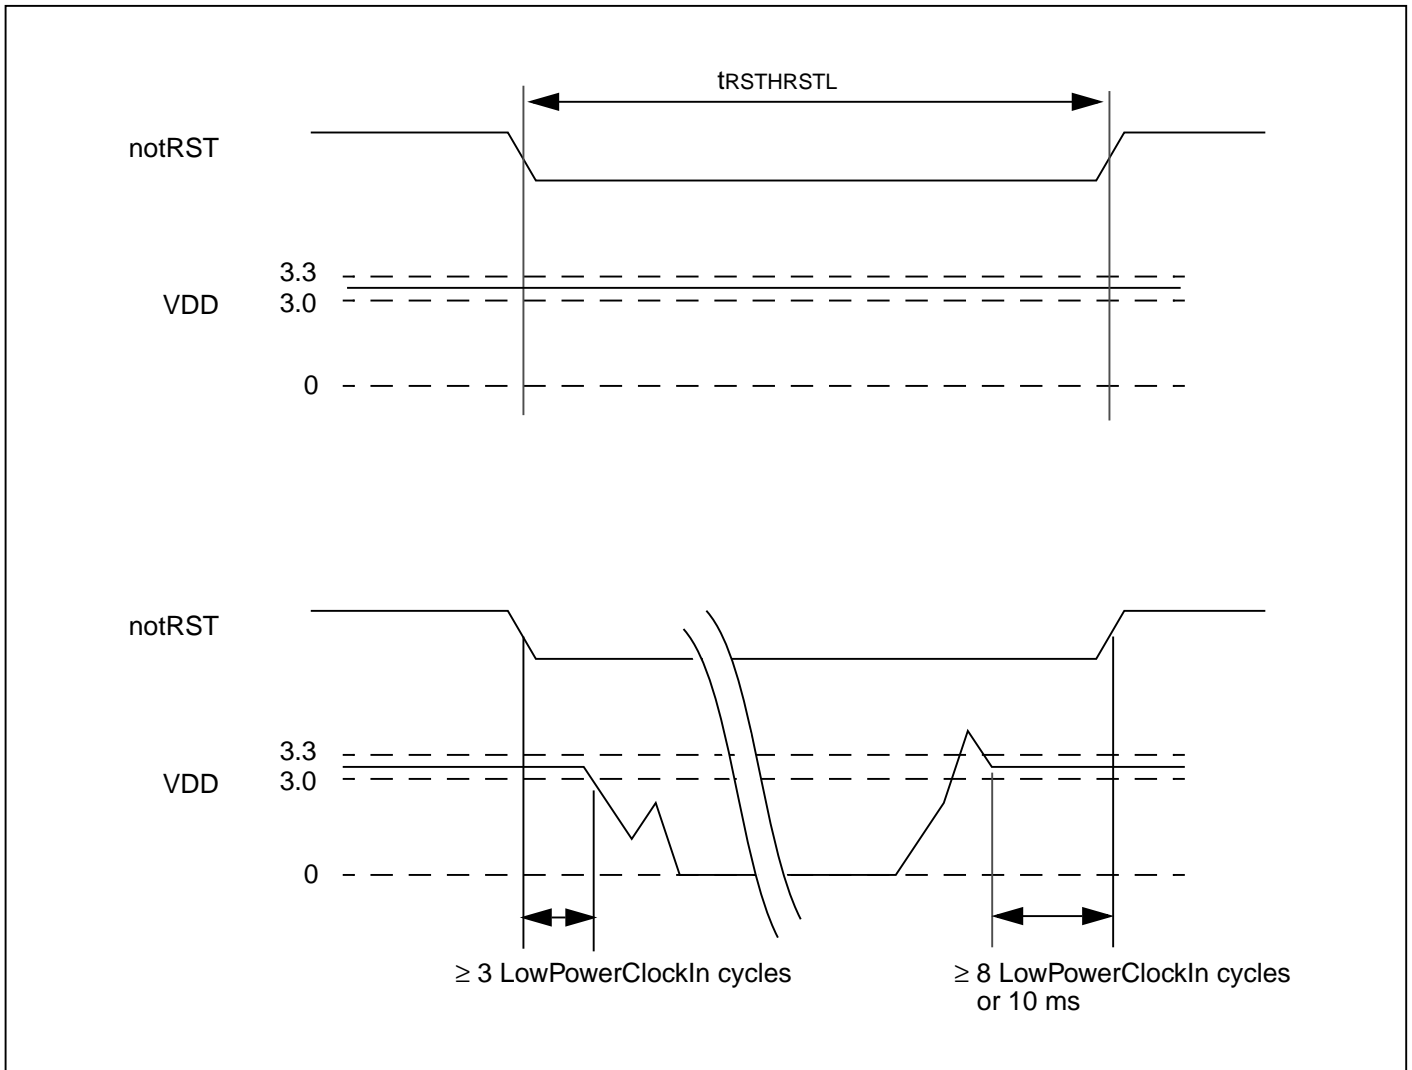 tRSTHRSTL
notRST
3.3
VDD
3.0
0
notRST
3.3
VDD
3.0
0
≥ 3 LowPowerClockIn cycles
≥ 8 LowPowerClockIn cycles
or 10 ms